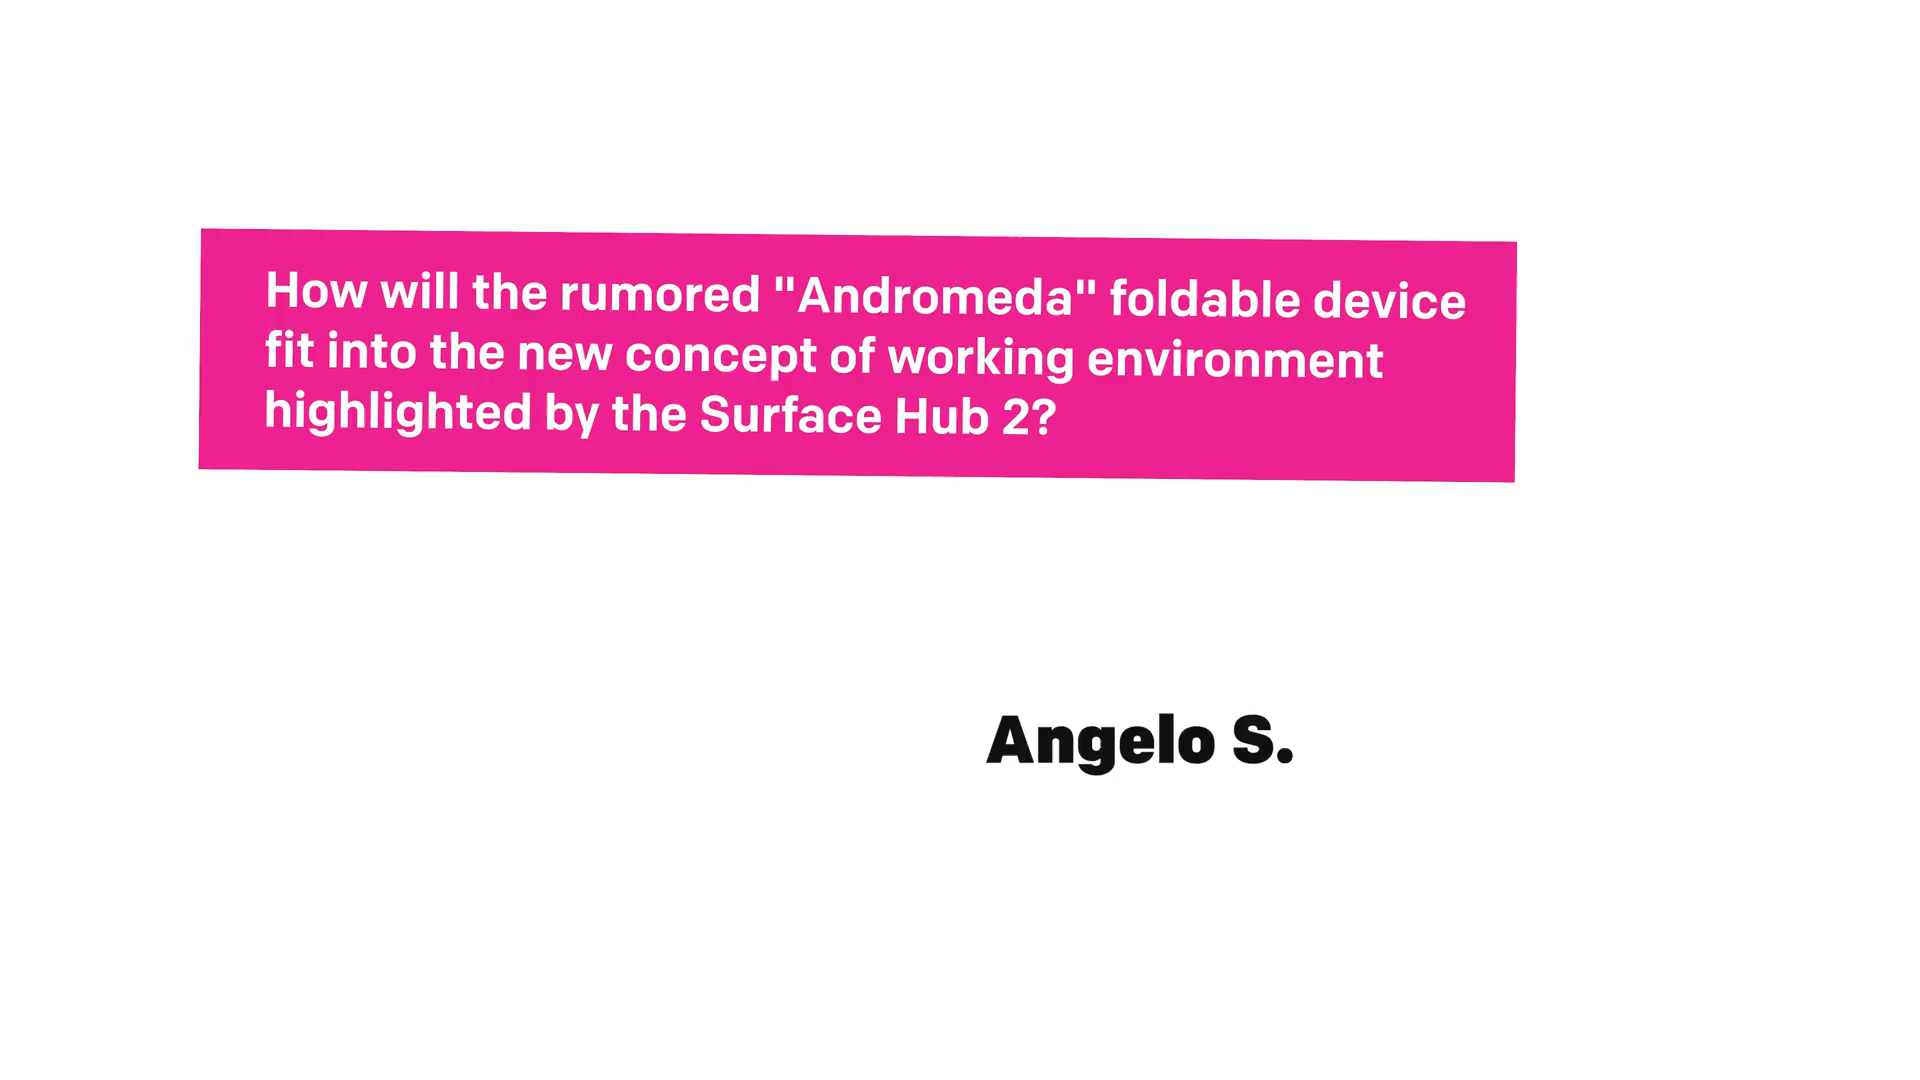 How will the rumored "Andromeda" foldable device
fit into the new concept of working environment
highlighted by the Surface Hub 2?
Angelo S.